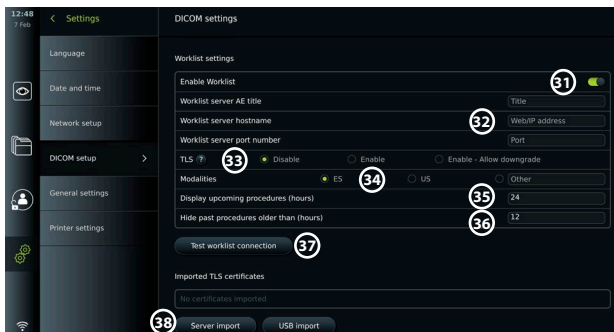 12:48
7 Feb
Settings
DICOM settings
Language
Date and time
Network setup
DICOM setup
General settings
Printer settings
Worklist settings
Enable Worklist 31
Worklist server AE title Title
Worklist server hostname 32 Web/IP address
Worklist server port number Port
TLS ? 33 Disable Enable Enable - Allow downgrade
Modalities ES 34 US Other
Display upcoming procedures (hours) 35 24
Hide past procedures older than (hours) 36 12
Test worklist connection 37
Imported TLS certificates
No certificates imported
38 Server import USB import